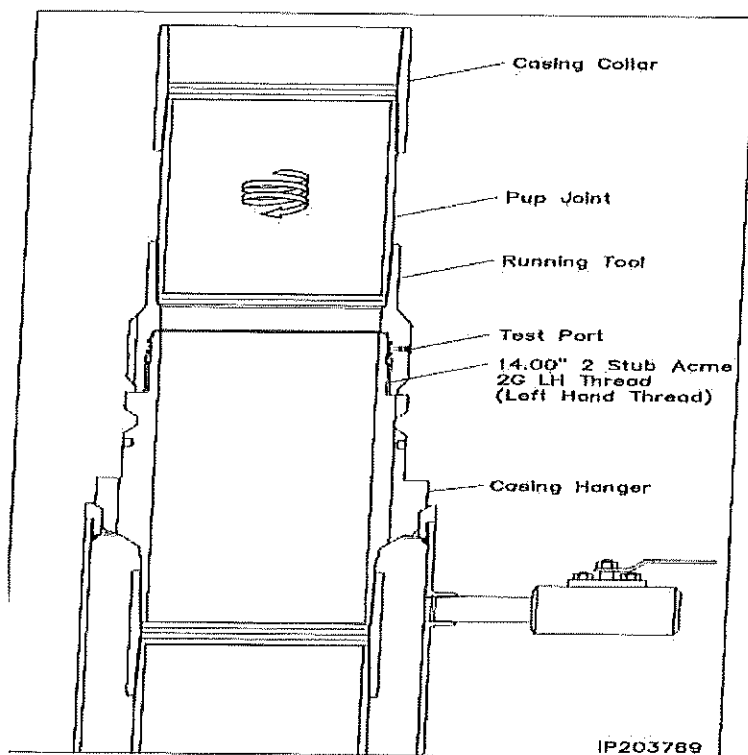 Casing Collar
Pup Joint
Running Tool
Test Port
14.00" 2 Stub Acme
2G LH Thread
(Left Hand Thread)
Casing Hanger
IP203789